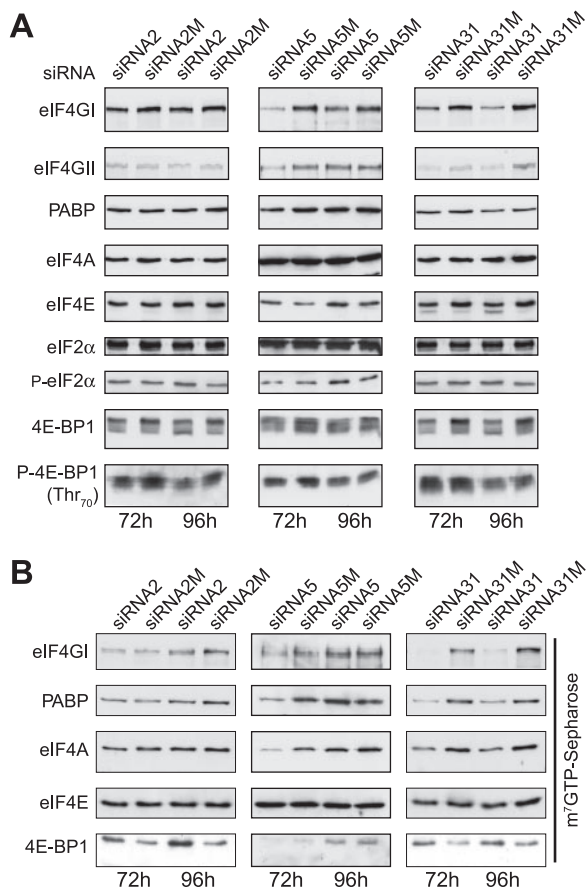 A
siRNA siRNA2 siRNA2M siRNA2 siRNA2M siRNA5 siRNA5M siRNA5 siRNA5M siRNA31 siRNA31M siRNA31 siRNA31M
eIF4GI
eIF4GII
PABP
eIF4A
eIF4E
eIF2α
P-eIF2α
4E-BP1
P-4E-BP1
(Thr₇₀)
72h 96h 72h 96h 72h 96h
B
siRNA2 siRNA2M siRNA2 siRNA2M siRNA5 siRNA5M siRNA5 siRNA5M siRNA31 siRNA31M siRNA31 siRNA31M
eIF4GI
PABP
eIF4A
eIF4E
4E-BP1
m⁷GTP-Sepharose
72h 96h 72h 96h 72h 96h